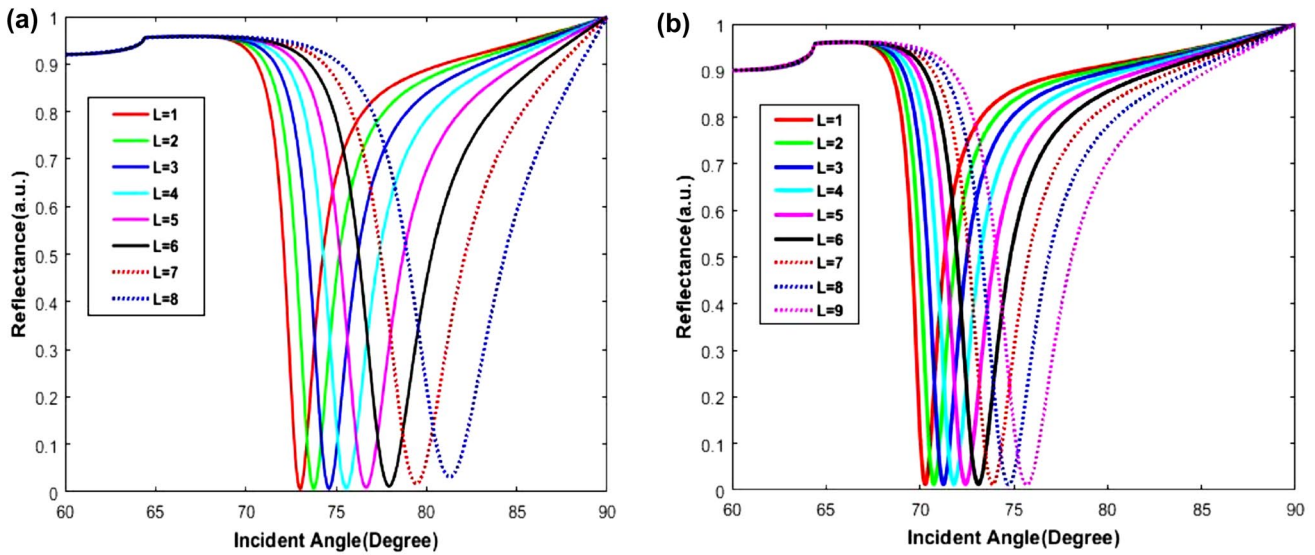 (a)
1
0.9
0.8
0.7
0.6
0.5
0.4
0.3
0.2
0.1
0
Reflectance(a.u.)
L=1
L=2
L=3
L=4
L=5
L=6
L=7
L=8
60 65 70 75 80 85 90
Incident Angle(Degree)
(b)
1
0.9
0.8
0.7
0.6
0.5
0.4
0.3
0.2
0.1
0
Reflectance(a.u.)
L=1
L=2
L=3
L=4
L=5
L=6
L=7
L=8
L=9
60 65 70 75 80 85 90
Incident Angle(Degree)